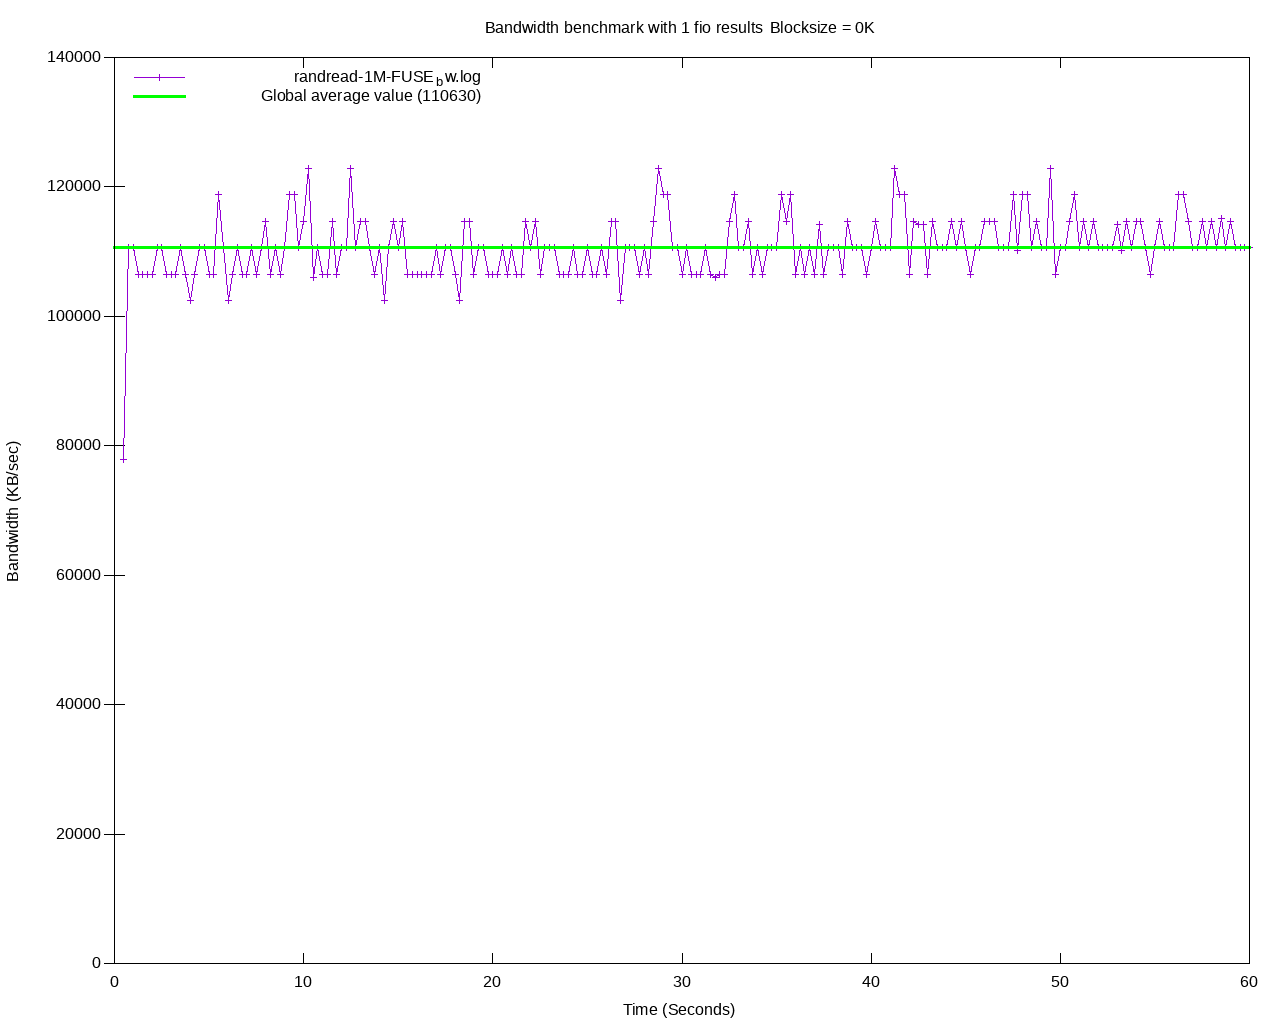 Bandwidth benchmark with 1 fio results Blocksize = 0K
140000
120000
100000
80000
60000
40000
20000
0
randread-1M-FUSE_bw.log
Global average value (110630)
Bandwidth (KB/sec)
0 10 20 30 40 50 60
Time (Seconds)